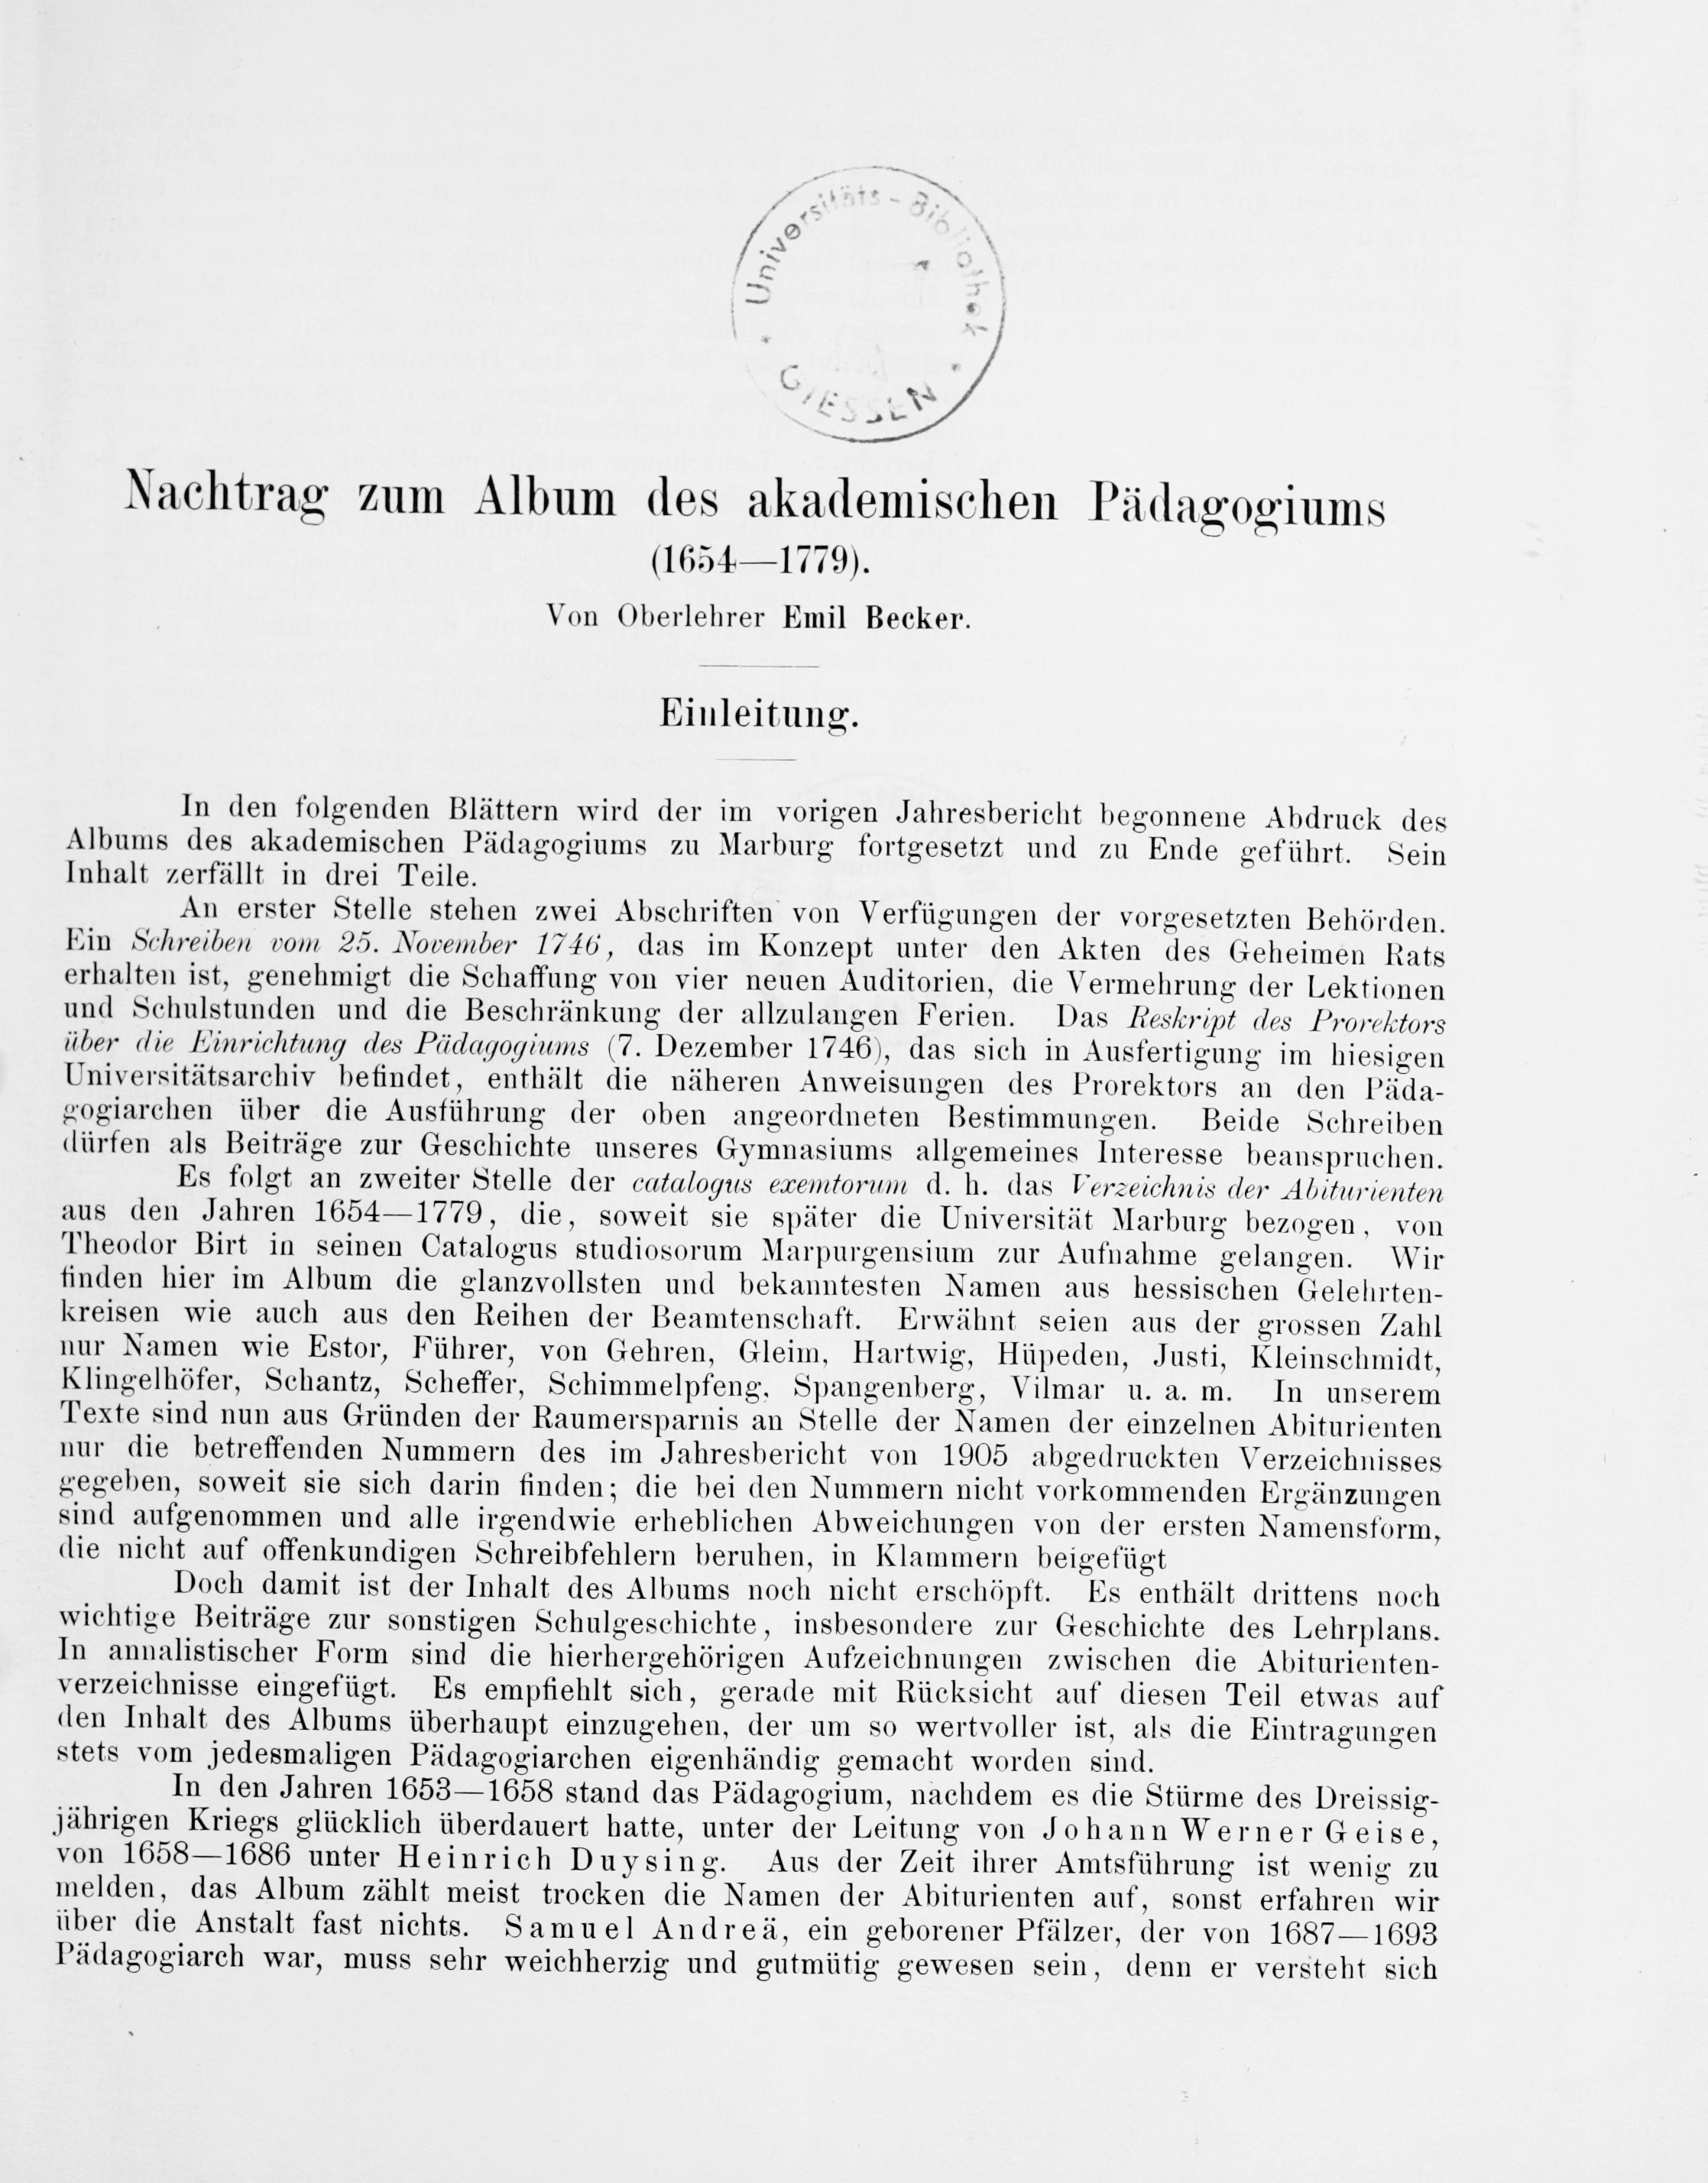 Universitäts-Bibliothek
* GIESSEN *
Nachtrag zum Album des akademischen Pädagogiums
(1654—1779).
Von Oberlehrer Emil Becker.
Einleitung.
In den folgenden Blättern wird der im vorigen Jahresbericht begonnene Abdruck des
Albums des akademischen Pädagogiums zu Marburg fortgesetzt und zu Ende geführt. Sein
Inhalt zerfällt in drei Teile.
An erster Stelle stehen zwei Abschriften von Verfügungen der vorgesetzten Behörden.
Ein Schreiben vom 25. November 1746, das im Konzept unter den Akten des Geheimen Rats
erhalten ist, genehmigt die Schaffung von vier neuen Auditorien, die Vermehrung der Lektionen
und Schulstunden und die Beschränkung der allzulangen Ferien. Das Reskript des Prorektors
über die Einrichtung des Pädagogiums (7. Dezember 1746), das sich in Ausfertigung im hiesigen
Universitätsarchiv befindet, enthält die näheren Anweisungen des Prorektors an den Päda-
gogiarchen über die Ausführung der oben angeordneten Bestimmungen. Beide Schreiben
dürfen als Beiträge zur Geschichte unseres Gymnasiums allgemeines Interesse beanspruchen.
Es folgt an zweiter Stelle der catalogus exemtorum d. h. das Verzeichnis der Abiturienten
aus den Jahren 1654—1779, die, soweit sie später die Universität Marburg bezogen, von
Theodor Birt in seinen Catalogus studiosorum Marpurgensium zur Aufnahme gelangen. Wir
finden hier im Album die glanzvollsten und bekanntesten Namen aus hessischen Gelehrten-
kreisen wie auch aus den Reihen der Beamtenschaft. Erwähnt seien aus der grossen Zahl
nur Namen wie Estor, Führer, von Gehren, Gleim, Hartwig, Hüpeden, Justi, Kleinschmidt,
Klingelhöfer, Schantz, Scheffer, Schimmelpfeng, Spangenberg, Vilmar u. a. m. In unserem
Texte sind nun aus Gründen der Raumersparnis an Stelle der Namen der einzelnen Abiturienten
nur die betreffenden Nummern des im Jahresbericht von 1905 abgedruckten Verzeichnisses
gegeben, soweit sie sich darin finden; die bei den Nummern nicht vorkommenden Ergänzungen
sind aufgenommen und alle irgendwie erheblichen Abweichungen von der ersten Namensform,
die nicht auf offenkundigen Schreibfehlern beruhen, in Klammern beigefügt
Doch damit ist der Inhalt des Albums noch nicht erschöpft. Es enthält drittens noch
wichtige Beiträge zur sonstigen Schulgeschichte, insbesondere zur Geschichte des Lehrplans.
In annalistischer Form sind die hierhergehörigen Aufzeichnungen zwischen die Abiturienten-
verzeichnisse eingefügt. Es empfiehlt sich, gerade mit Rücksicht auf diesen Teil etwas auf
den Inhalt des Albums überhaupt einzugehen, der um so wertvoller ist, als die Eintragungen
stets vom jedesmaligen Pädagogiarchen eigenhändig gemacht worden sind.
In den Jahren 1653—1658 stand das Pädagogium, nachdem es die Stürme des Dreissig-
jährigen Kriegs glücklich überdauert hatte, unter der Leitung von Johann Werner Geise,
von 1658—1686 unter Heinrich Duysing. Aus der Zeit ihrer Amtsführung ist wenig zu
melden, das Album zählt meist trocken die Namen der Abiturienten auf, sonst erfahren wir
über die Anstalt fast nichts. Samuel Andreä, ein geborener Pfälzer, der von 1687—1693
Pädagogiarch war, muss sehr weichherzig und gutmütig gewesen sein, denn er versteht sich